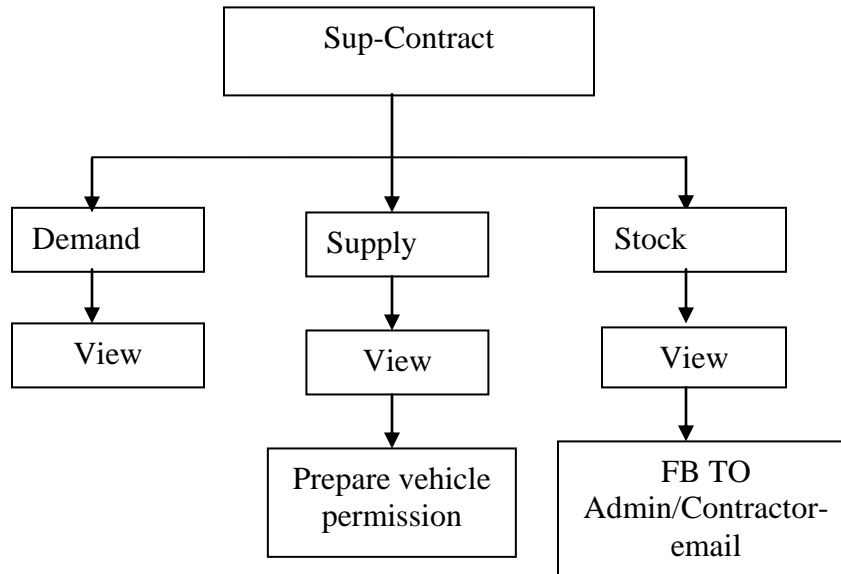 Sup-Contract
Demand
Supply
Stock
View
View
View
Prepare vehicle
permission
FB TO
Admin/Contractor-
email